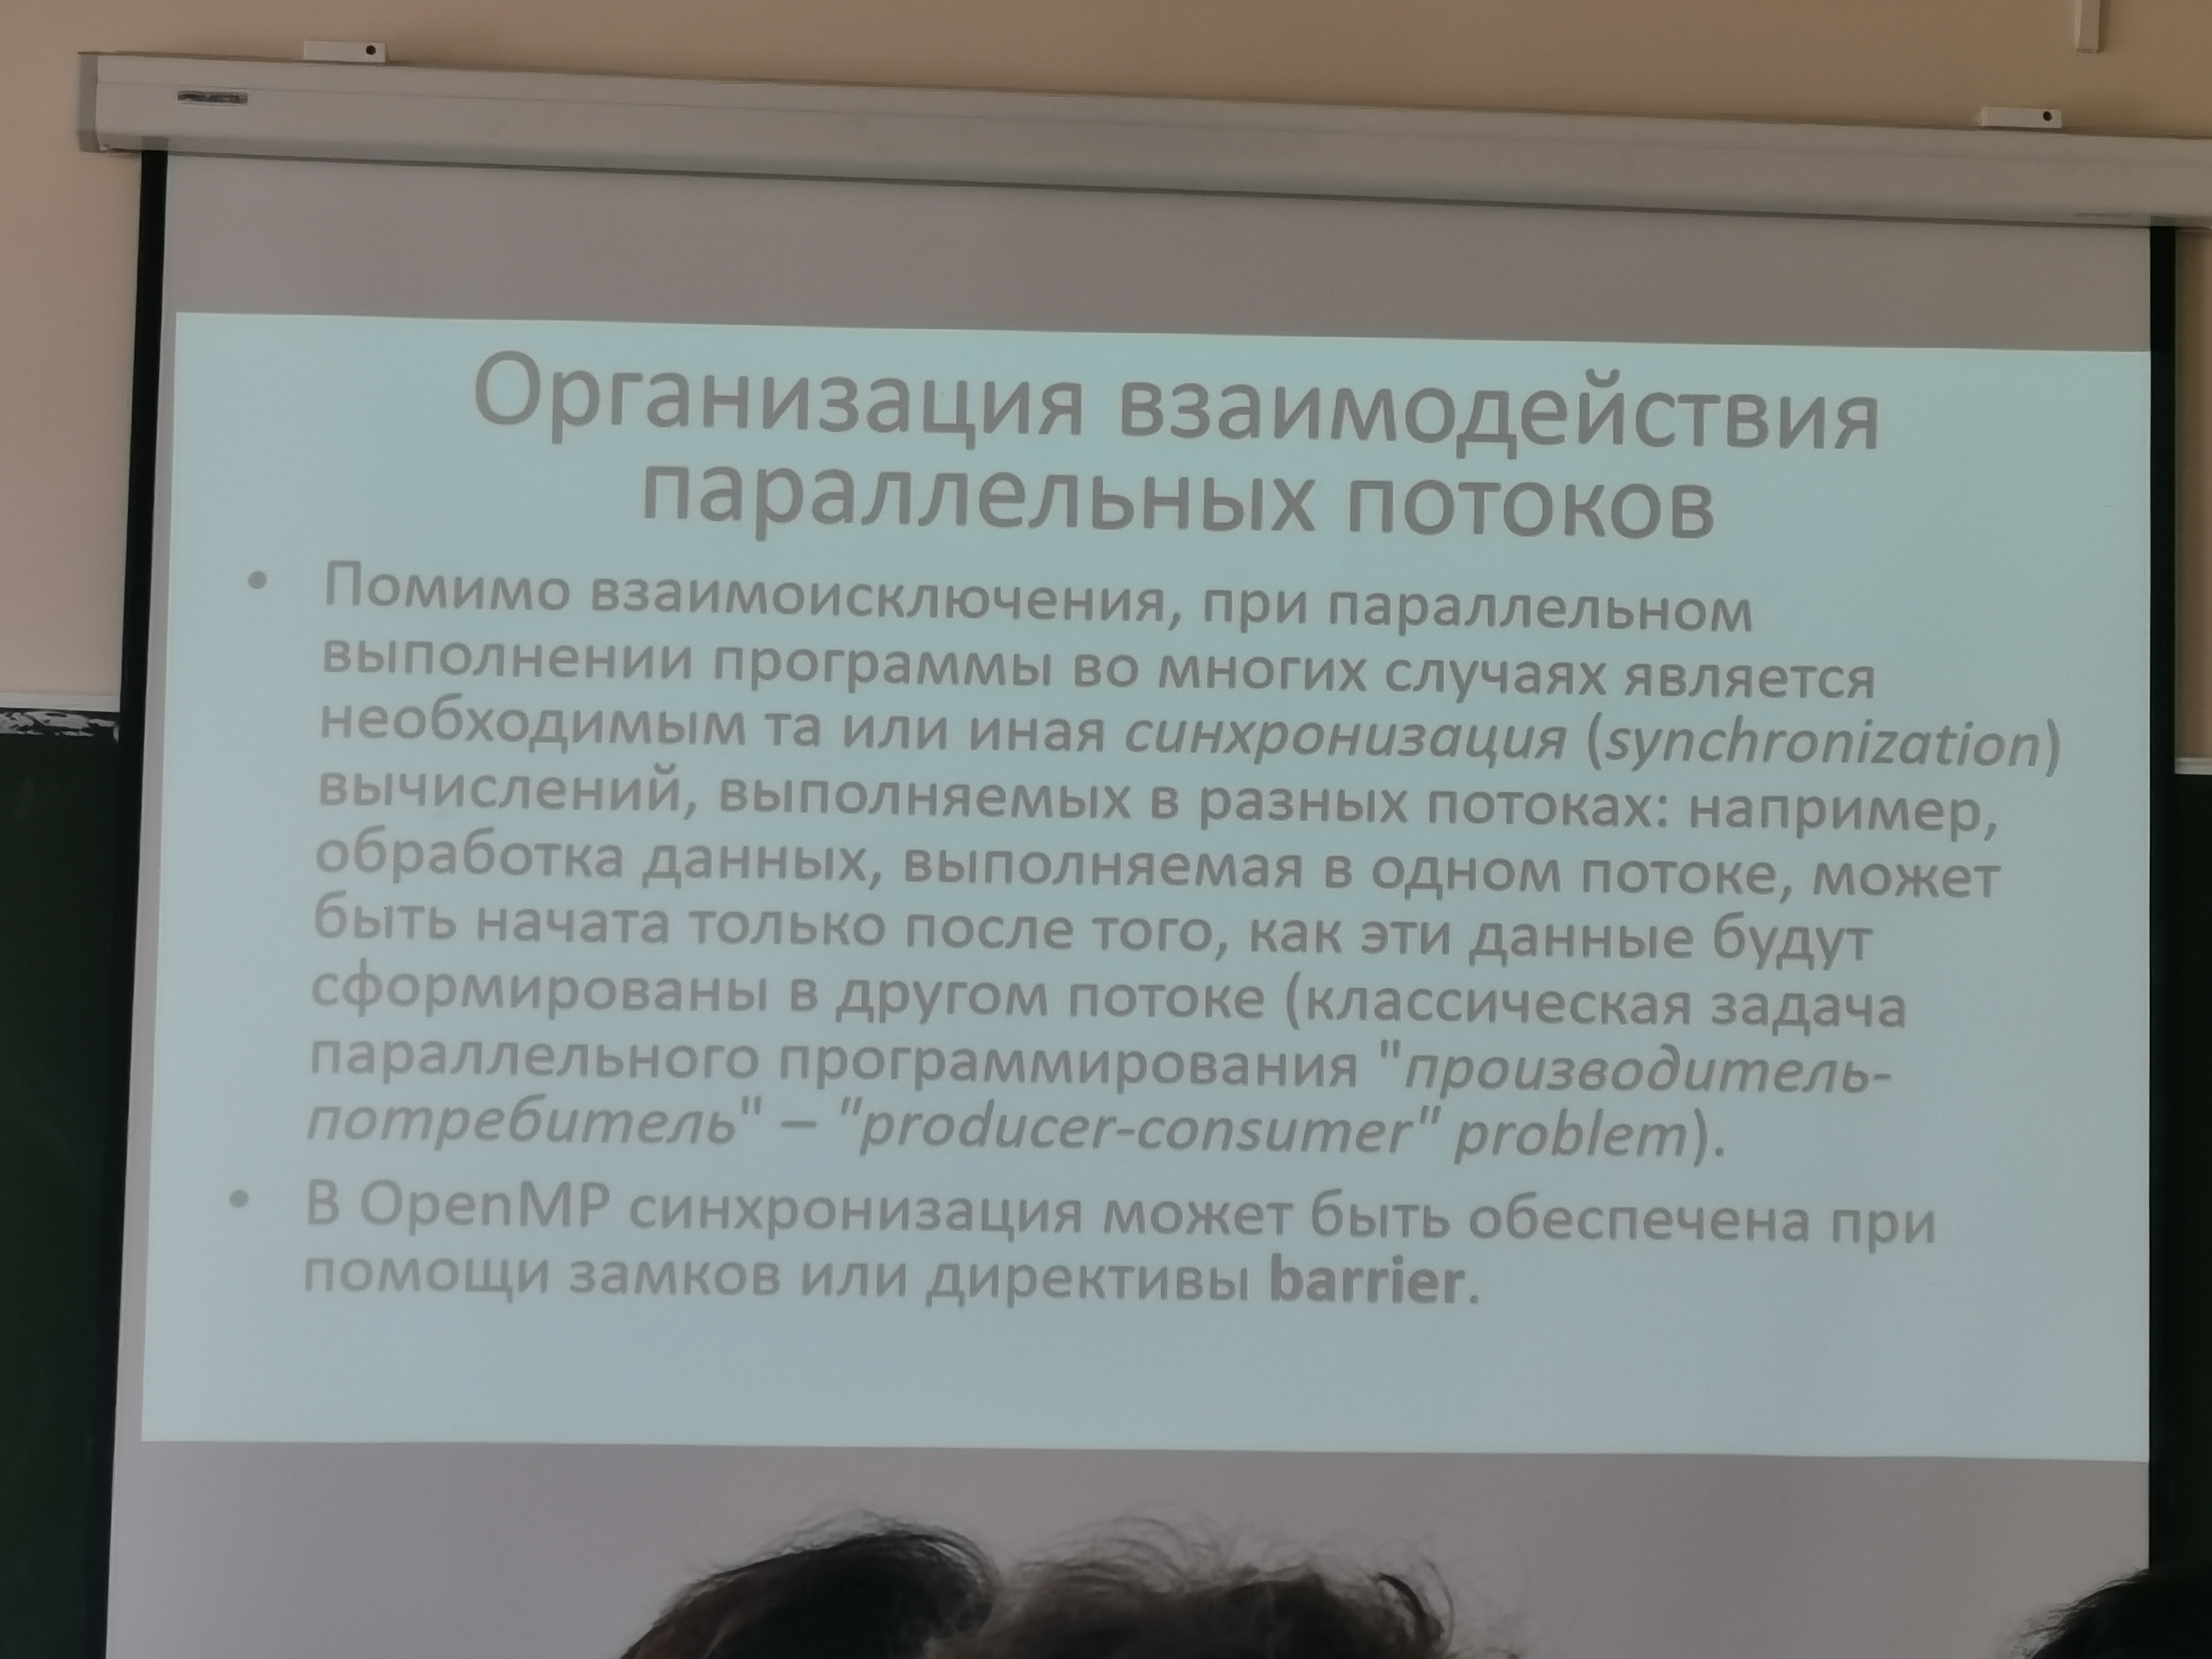 Организация взаимодействия
параллельных потоков
• Помимо взаимоисключения, при параллельном
выполнении программы во многих случаях является
необходимым та или иная синхронизация (synchronization)
вычислений, выполняемых в разных потоках: например,
обработка данных, выполняемая в одном потоке, может
быть начата только после того, как эти данные будут
сформированы в другом потоке (классическая задача
параллельного программирования "производитель-
потребитель" – "producer-consumer" problem).
• В OpenMP синхронизация может быть обеспечена при
помощи замков или директивы barrier.